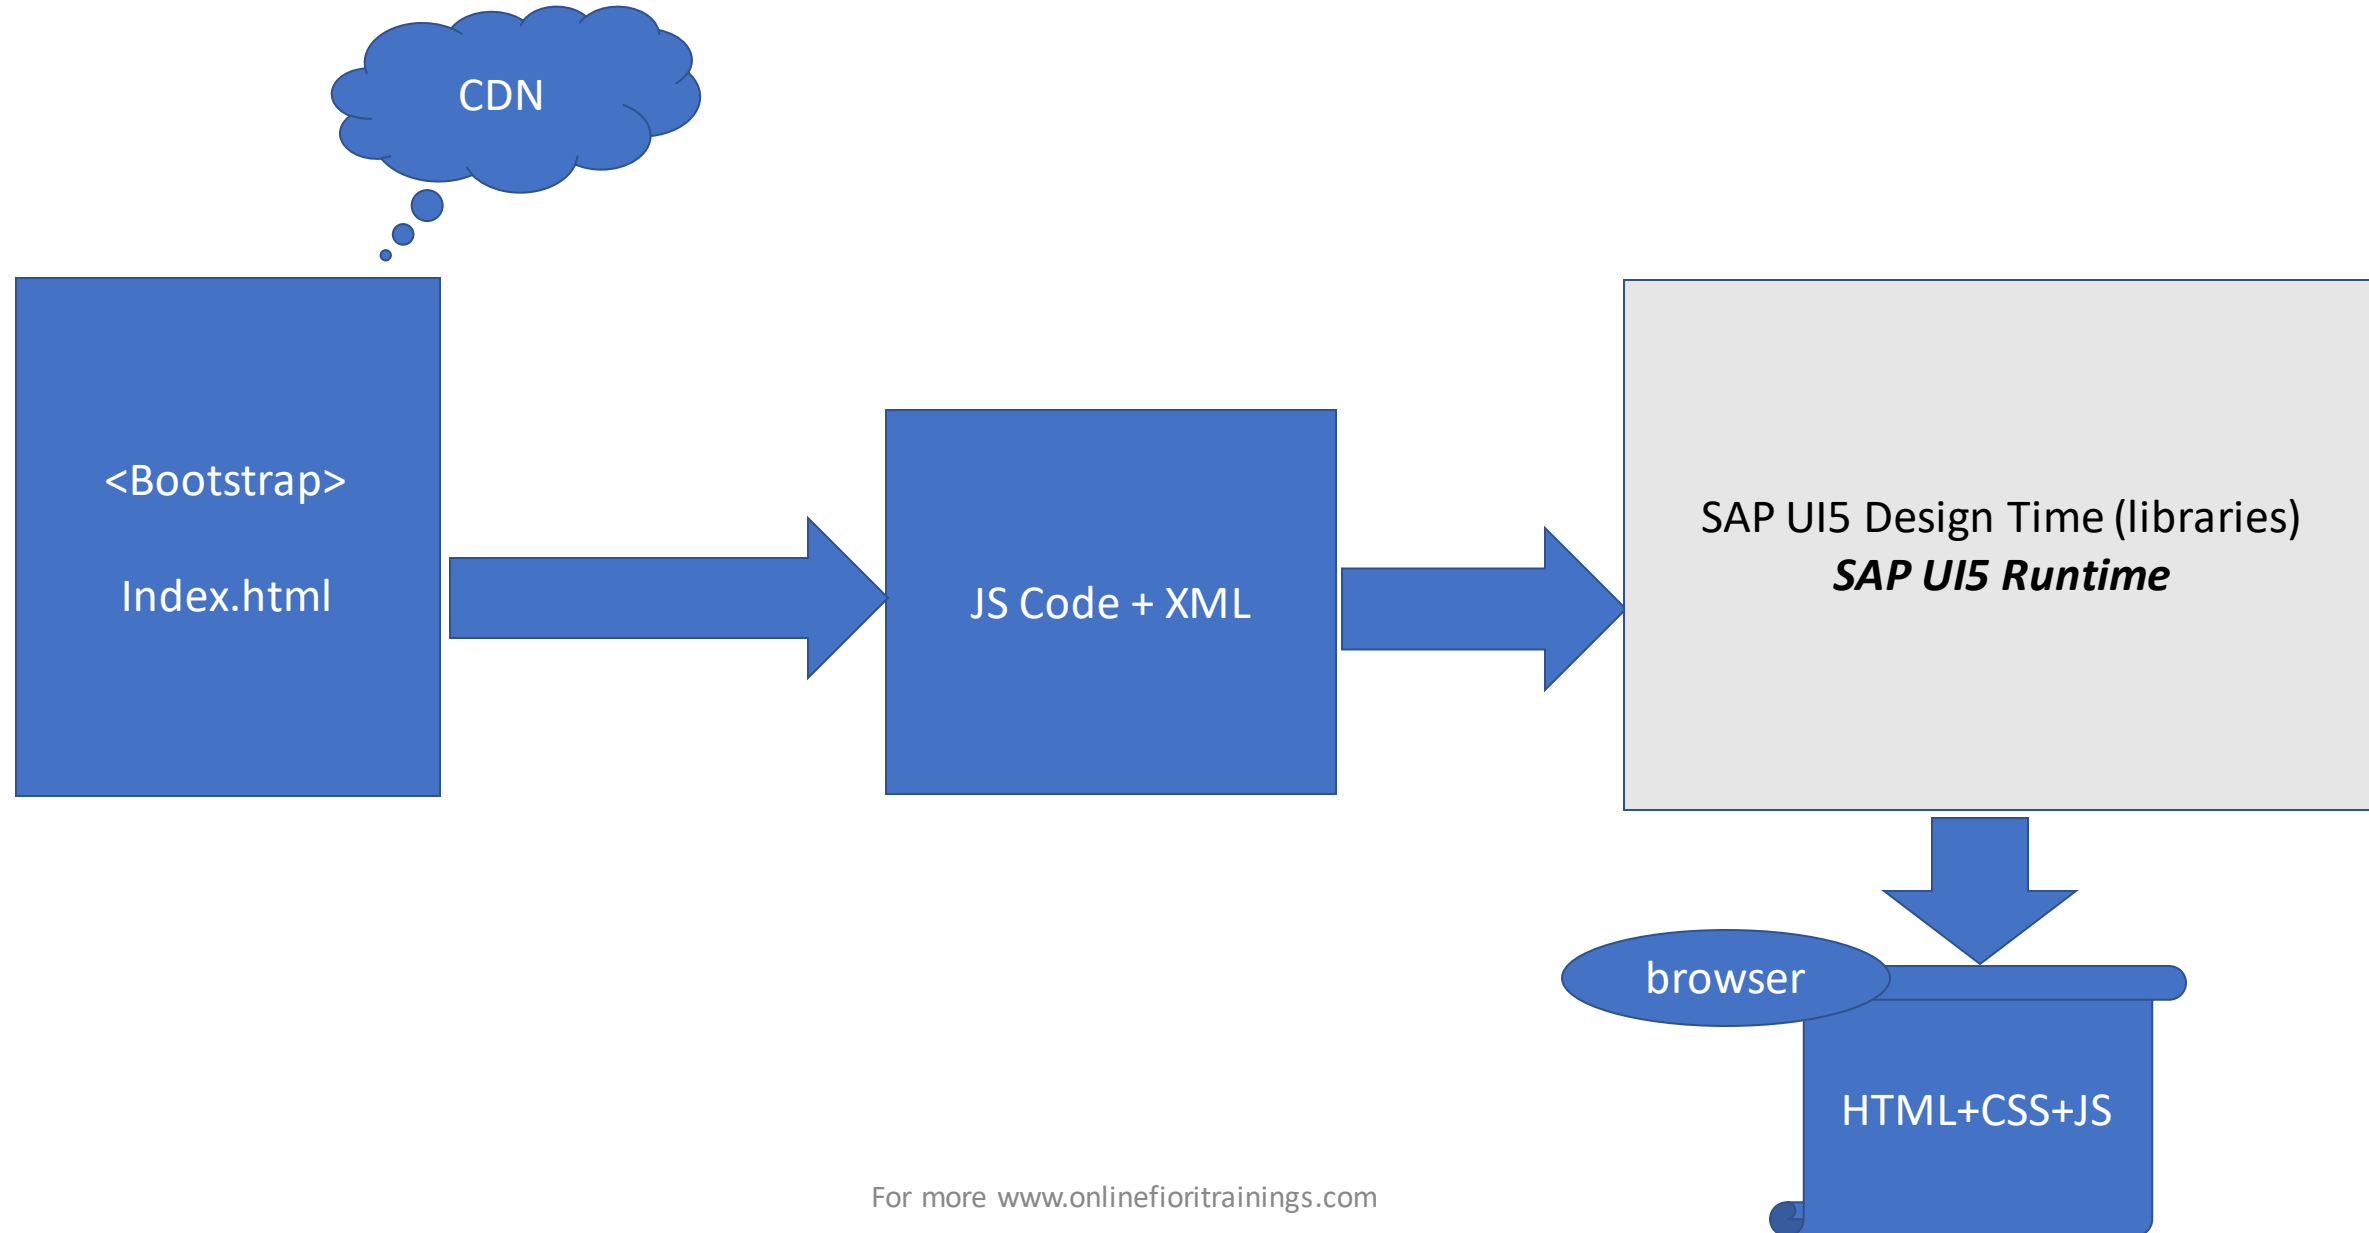 CDN
<Bootstrap>
Index.html
JS Code + XML
SAP UI5 Design Time (libraries)
SAP UI5 Runtime
browser
HTML+CSS+JS
For more www.onlinefioritrainings.com